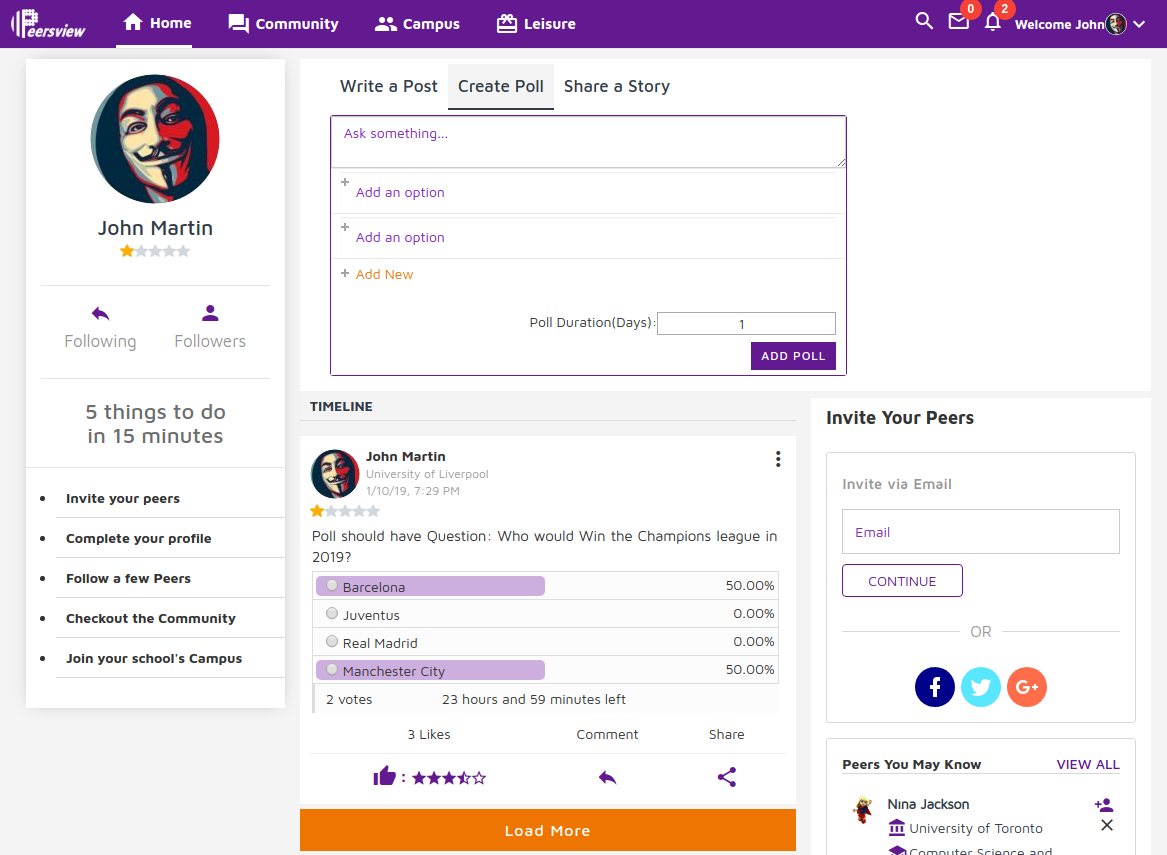 Peersview
Home
Community
Campus
Leisure
0
2
Welcome John
John Martin
Following
Followers
5 things to do
in 15 minutes
Invite your peers
Complete your profile
Follow a few Peers
Checkout the Community
Join your school's Campus
Write a Post
Create Poll
Share a Story
Ask something...
+ Add an option
+ Add an option
+ Add New
Poll Duration(Days): 1
ADD POLL
TIMELINE
John Martin
University of Liverpool
1/10/19, 7:29 PM
Poll should have Question: Who would Win the Champions league in
2019?
Barcelona 50.00%
Juventus 0.00%
Real Madrid 0.00%
Manchester City 50.00%
2 votes 23 hours and 59 minutes left
3 Likes Comment Share
:
Load More
Invite Your Peers
Invite via Email
Email
CONTINUE
OR
f
G+
Peers You May Know VIEW ALL
Nina Jackson
University of Toronto
Computer Science and